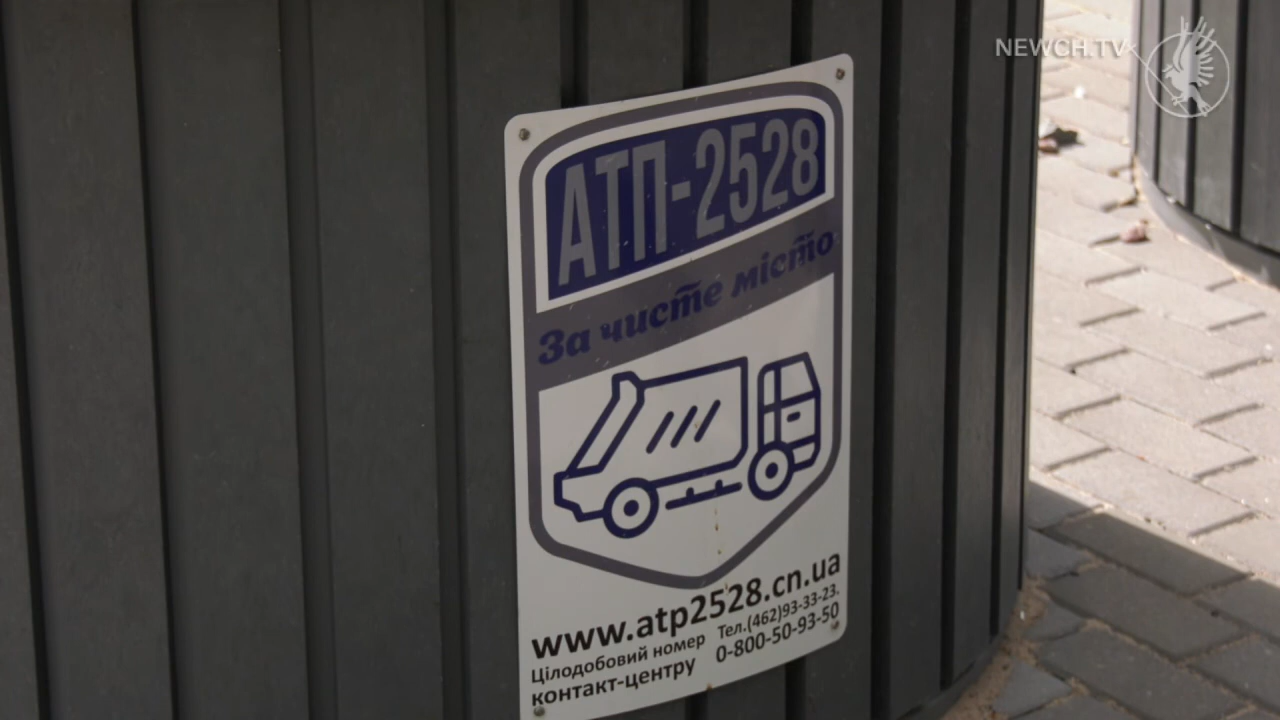 NEWCH.TV
АТП-2528
За чисте місто
www.atp2528.cn.ua
Цілодобовий номер Тел.(462)93-33-23.
контакт-центру 0-800-50-93-50